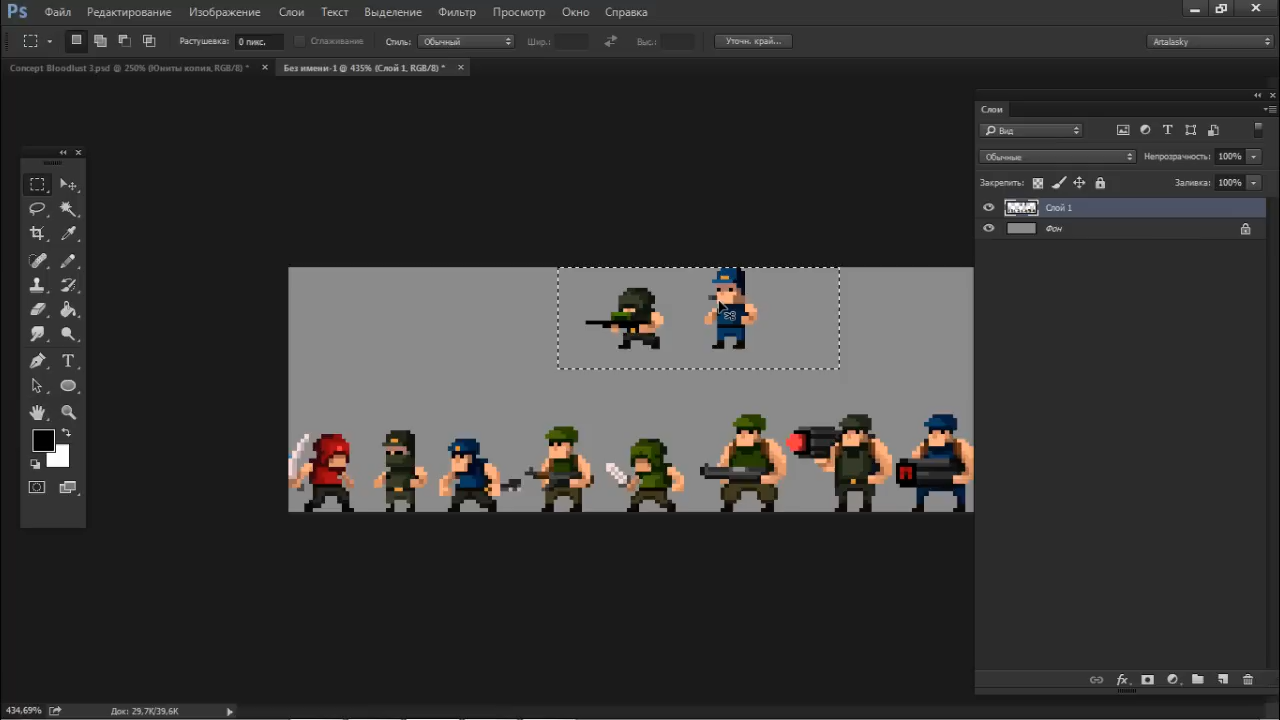 Ps Файл Редактирование Изображение Слои Текст Выделение Фильтр Просмотр Окно Справка
Растушевка: 0 пикс. Сглаживание Стиль: Обычный Шир.: Выс.: Уточн. край... Artalasky
Concept Bloodlust 3.psd @ 250% (Юниты копия, RGB/8) * Без имени-1 @ 435% (Слой 1, RGB/8) *
Слои
Вид
Обычные Непрозрачность: 100%
Закрепить: Заливка: 100%
Слой 1
Фон
434,69% Док: 29,7K/39,6K